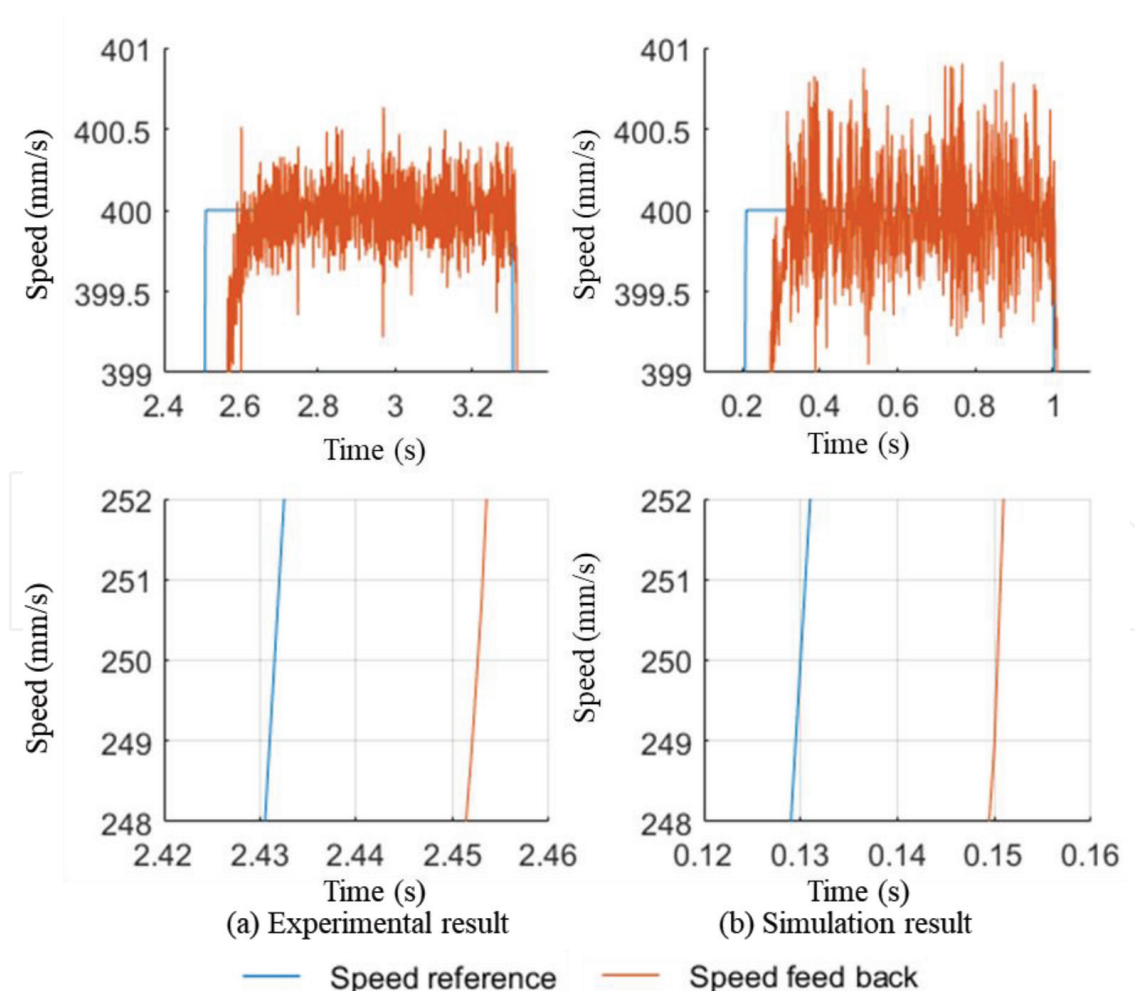 401
400.5
400
399.5
399
Speed (mm/s)
2.4 2.6 2.8 3 3.2
Time (s)
401
400.5
400
399.5
399
Speed (mm/s)
0.2 0.4 0.6 0.8 1
Time (s)
252
251
250
249
248
Speed (mm/s)
2.42 2.43 2.44 2.45 2.46
Time (s)
(a) Experimental result
252
251
250
249
248
Speed (mm/s)
0.12 0.13 0.14 0.15 0.16
Time (s)
(b) Simulation result
Speed reference Speed feed back